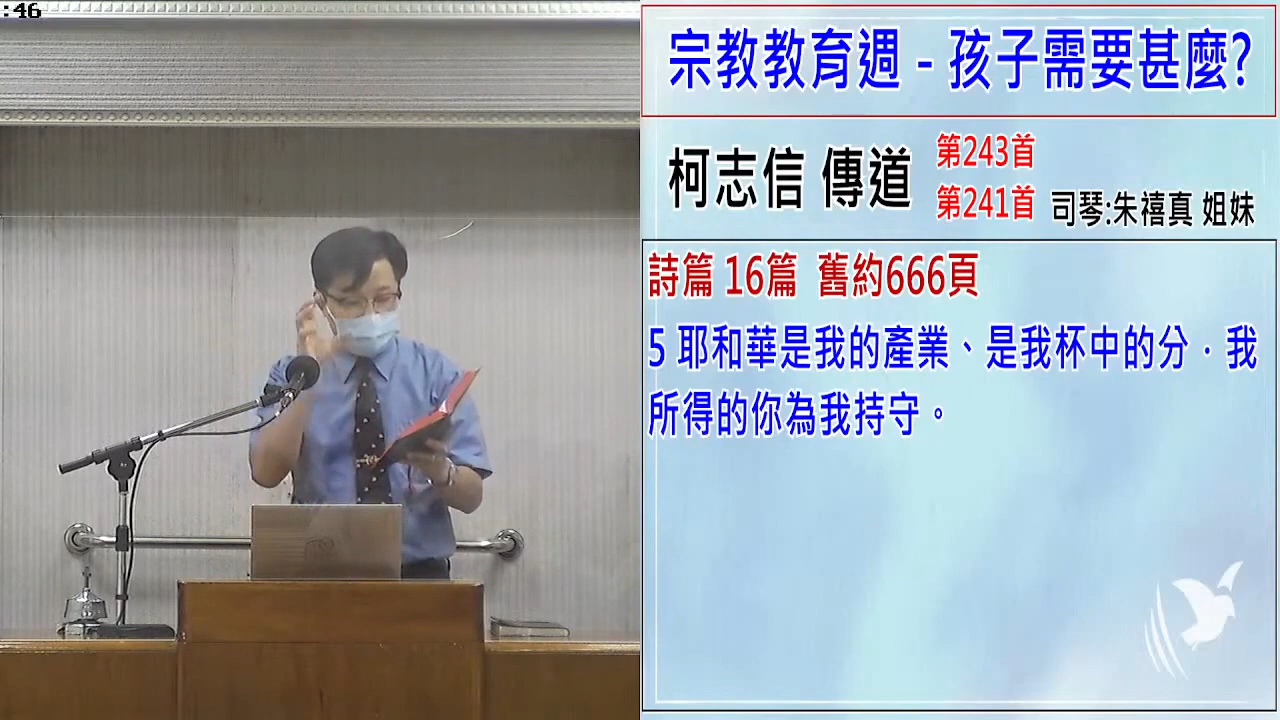 :46
宗教教育週 - 孩子需要甚麼?
柯志信 傳道
第243首
第241首 司琴:朱禧真 姐妹
詩篇 16篇 舊約666頁
5 耶和華是我的產業、是我杯中的分．我
所得的你為我持守。